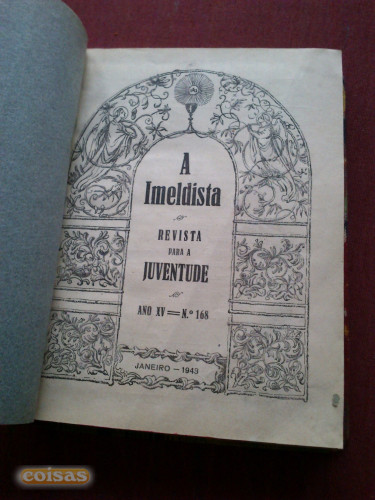 A
Imeldista
REVISTA
PARA A
JUVENTUDE
ANO XV = N.º 168
JANEIRO - 1943
coisas